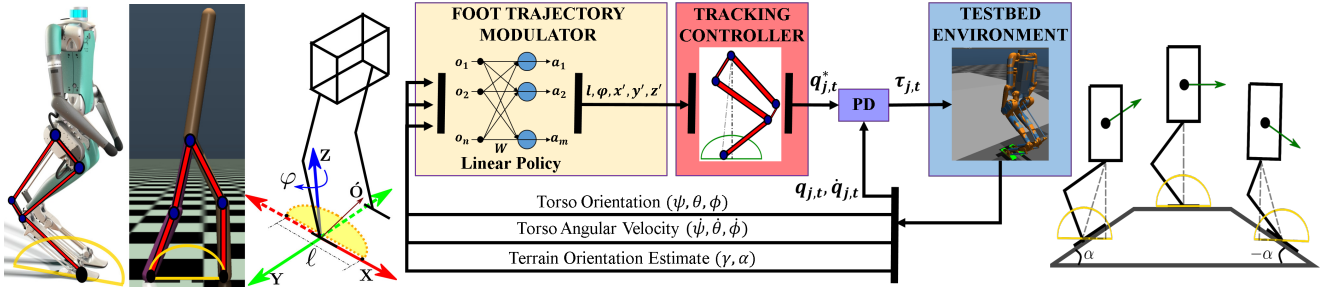 Z
φ
Ó
ℓ
Y
X
FOOT TRAJECTORY
MODULATOR
o₁
a₁
o₂
a₂
oₙ
aₘ
W
Linear Policy
l, φ, x′, y′, z′
TRACKING
CONTROLLER
q*ⱼ,ₜ
PD
τⱼ,ₜ
TESTBED
ENVIRONMENT
qⱼ,ₜ, q̇ⱼ,ₜ
Torso Orientation (ψ, θ, ϕ)
Torso Angular Velocity (ψ̇, θ̇, ϕ̇)
Terrain Orientation Estimate (γ, α)
α
−α